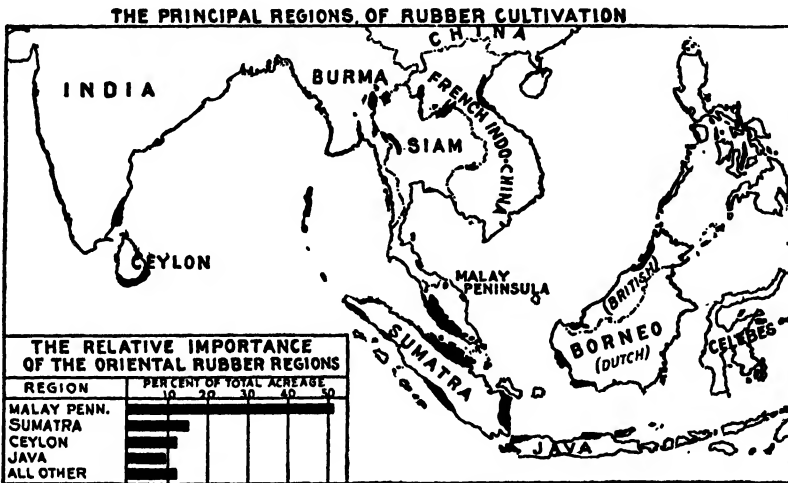 THE PRINCIPAL REGIONS, OF RUBBER CULTIVATION
CHINA
INDIA
BURMA
FRENCH INDO-CHINA
SIAM
CEYLON
MALAY
PENINSULA
SUMATRA
(BRITISH)
BORNEO
(DUTCH)
CELEBES
JAVA
THE RELATIVE IMPORTANCE
OF THE ORIENTAL RUBBER REGIONS
REGION
PER CENT OF TOTAL ACREAGE
10 20 30 40 50
MALAY PENN.
SUMATRA
CEYLON
JAVA
ALL OTHER